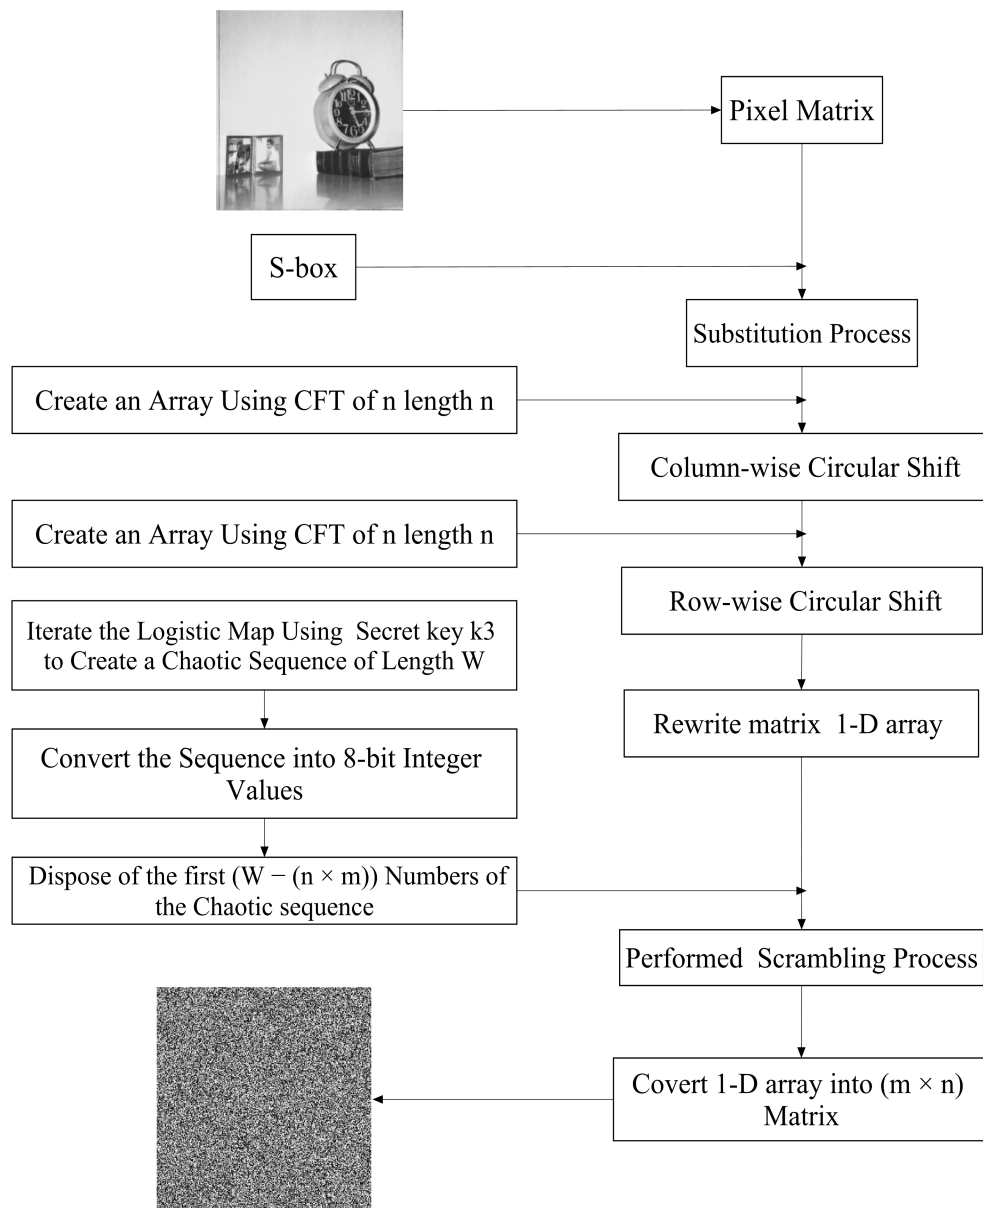 Pixel Matrix
S-box
Substitution Process
Create an Array Using CFT of n length n
Column-wise Circular Shift
Create an Array Using CFT of n length n
Row-wise Circular Shift
Iterate the Logistic Map Using Secret key k3
to Create a Chaotic Sequence of Length W
Rewrite matrix 1-D array
Convert the Sequence into 8-bit Integer
Values
Dispose of the first (W − (n × m)) Numbers of
the Chaotic sequence
Performed Scrambling Process
Covert 1-D array into (m × n)
Matrix